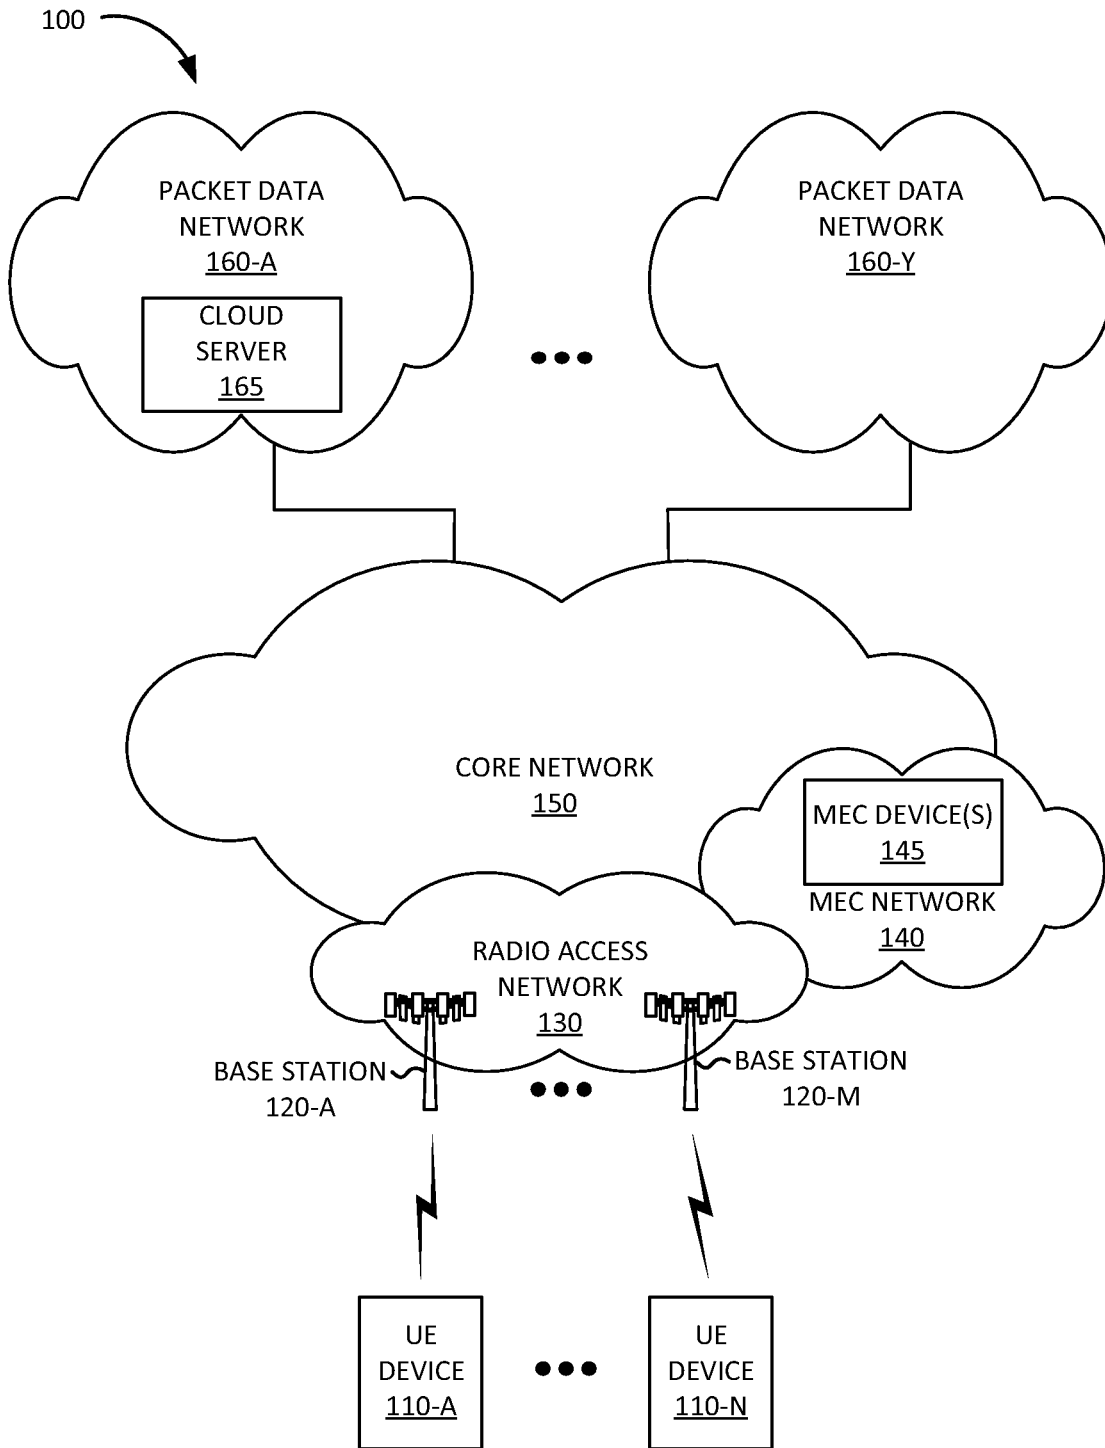 100
PACKET DATA
NETWORK
160-A
CLOUD
SERVER
165
PACKET DATA
NETWORK
160-Y
CORE NETWORK
150
MEC DEVICE(S)
145
MEC NETWORK
140
RADIO ACCESS
NETWORK
130
BASE STATION
120-A
BASE STATION
120-M
UE
DEVICE
110-A
UE
DEVICE
110-N